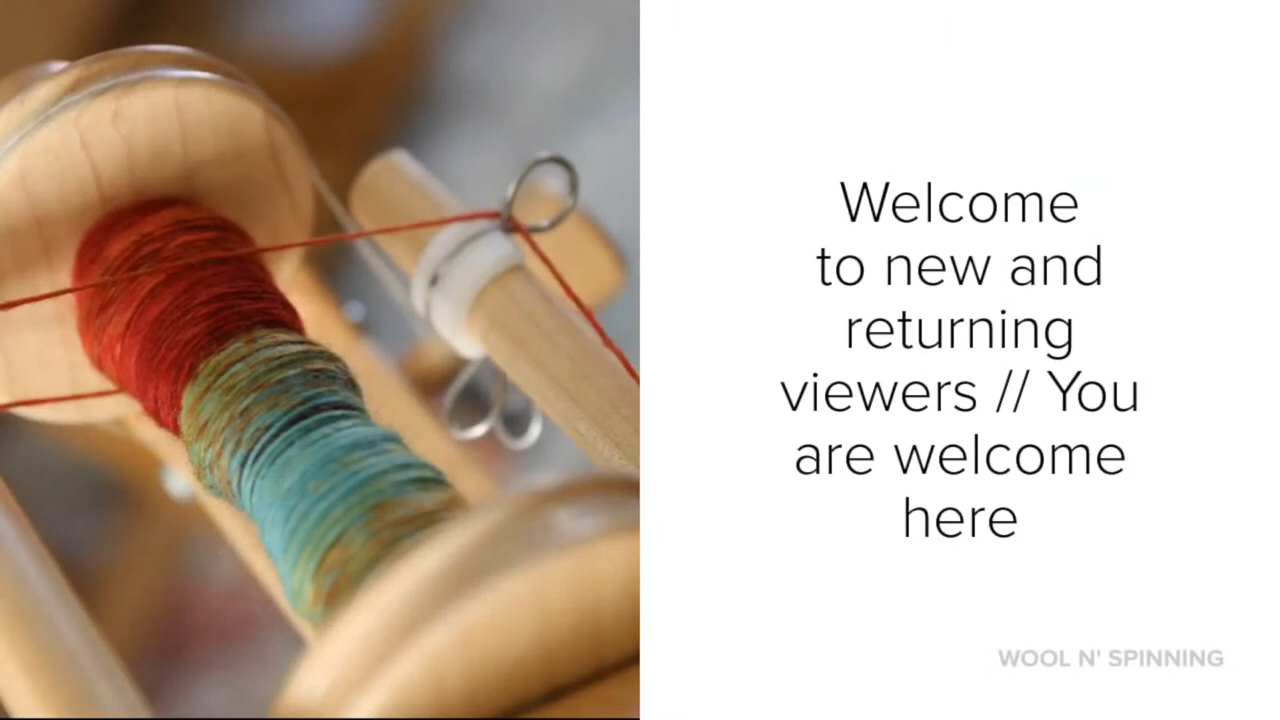 Welcome
to new and
returning
viewers // You
are welcome
here
WOOL N' SPINNING